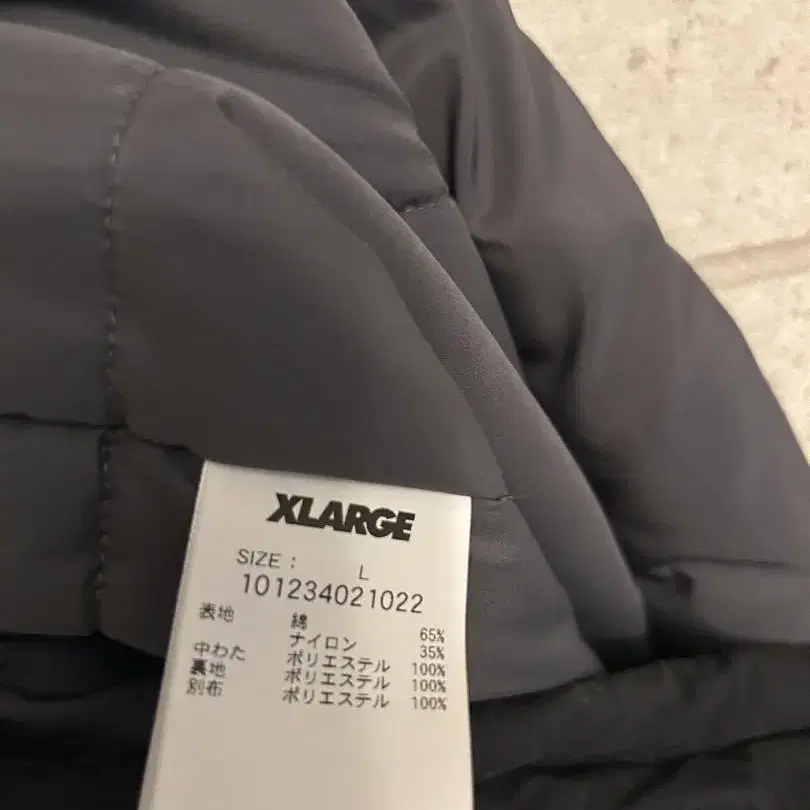 XLARGE
SIZE : L
101234021022
表地 綿 65%
ナイロン 35%
中わた ポリエステル 100%
裏地 ポリエステル 100%
別布 ポリエステル 100%